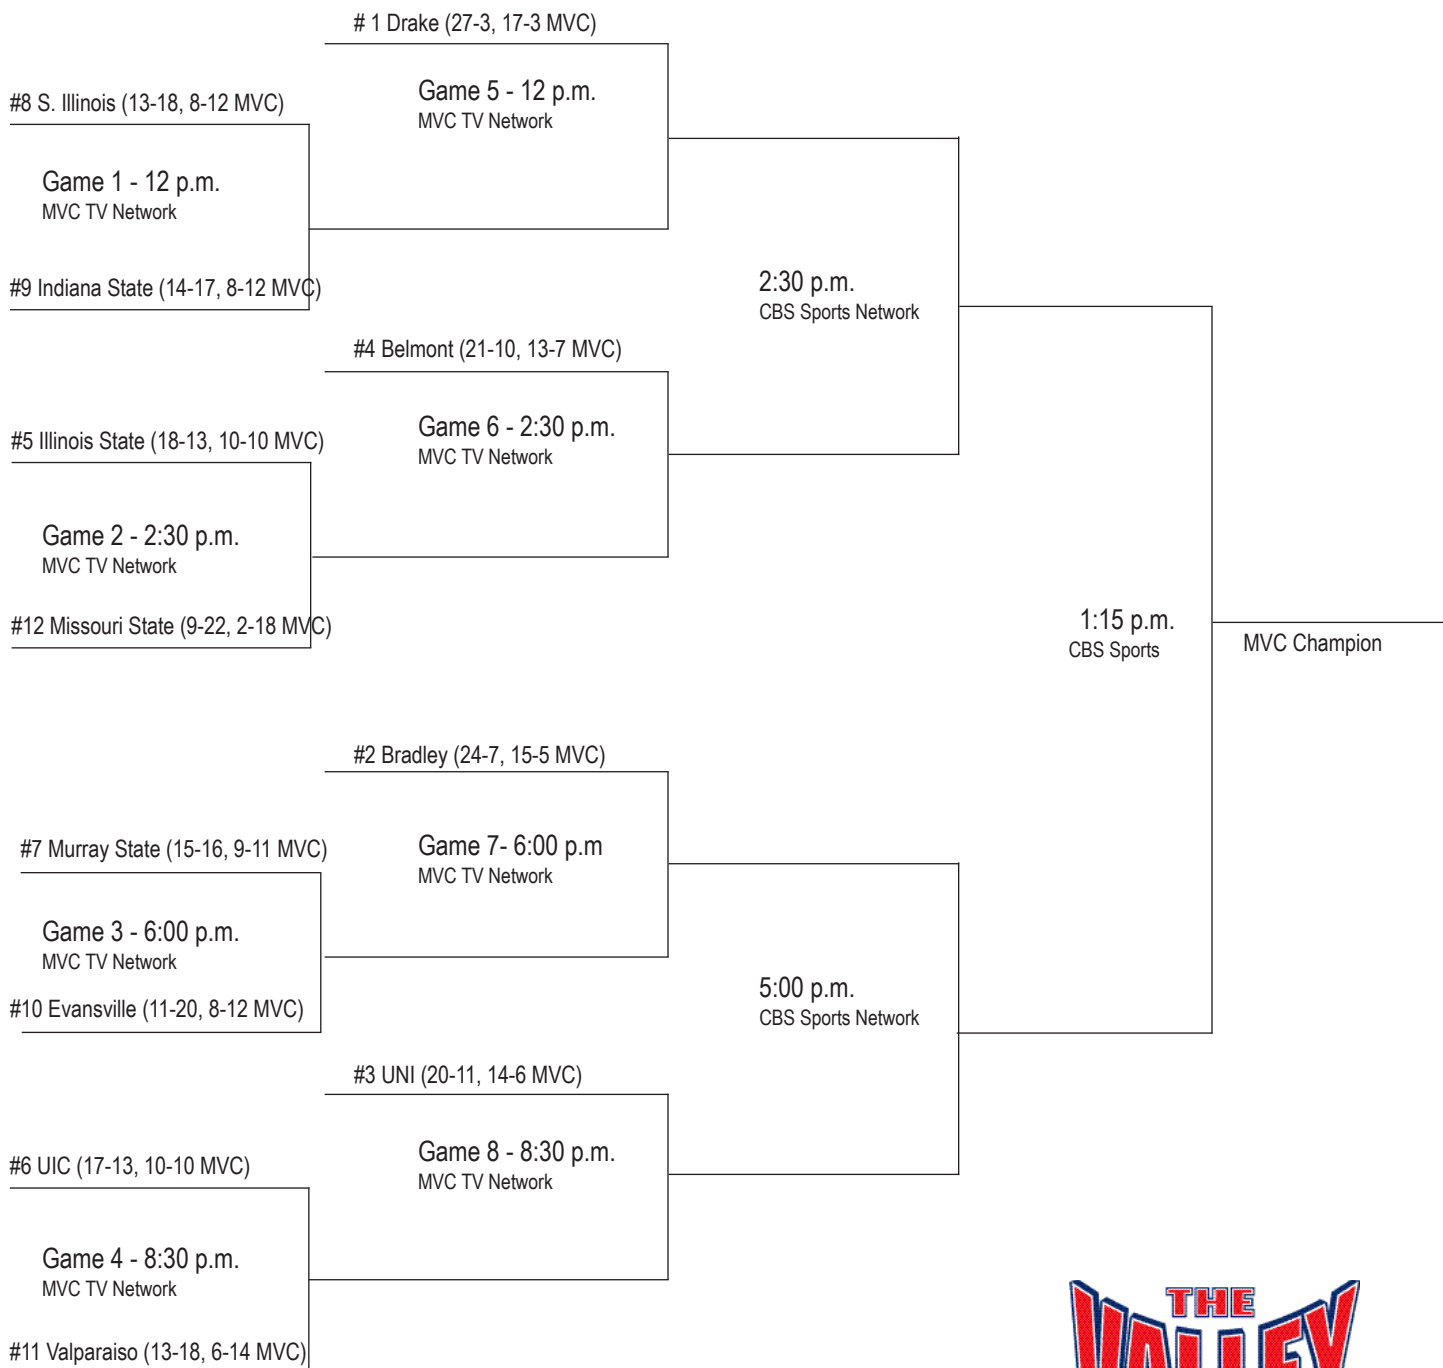 # 1 Drake (27-3, 17-3 MVC)
Game 5 - 12 p.m.
MVC TV Network
#8 S. Illinois (13-18, 8-12 MVC)
Game 1 - 12 p.m.
MVC TV Network
#9 Indiana State (14-17, 8-12 MVC)
2:30 p.m.
CBS Sports Network
#4 Belmont (21-10, 13-7 MVC)
Game 6 - 2:30 p.m.
MVC TV Network
#5 Illinois State (18-13, 10-10 MVC)
Game 2 - 2:30 p.m.
MVC TV Network
#12 Missouri State (9-22, 2-18 MVC)
1:15 p.m.
CBS Sports
MVC Champion
#2 Bradley (24-7, 15-5 MVC)
Game 7- 6:00 p.m
MVC TV Network
#7 Murray State (15-16, 9-11 MVC)
Game 3 - 6:00 p.m.
MVC TV Network
#10 Evansville (11-20, 8-12 MVC)
5:00 p.m.
CBS Sports Network
#3 UNI (20-11, 14-6 MVC)
Game 8 - 8:30 p.m.
MVC TV Network
#6 UIC (17-13, 10-10 MVC)
Game 4 - 8:30 p.m.
MVC TV Network
#11 Valparaiso (13-18, 6-14 MVC)
THE
VALLEY